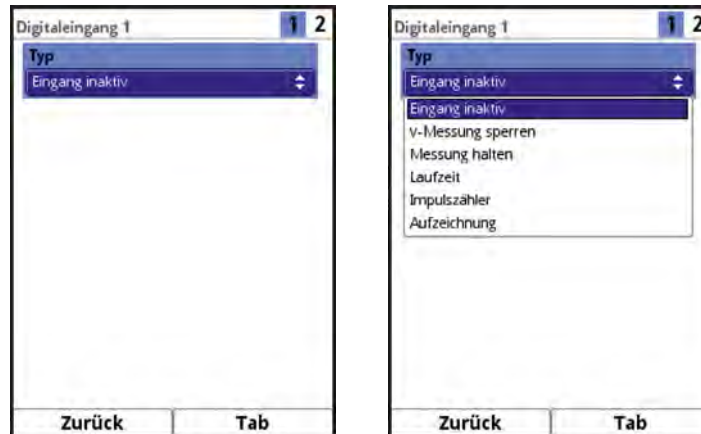 Digitaleingang 1 1 2
Typ
Eingang inaktiv
Zurück Tab
Digitaleingang 1 1 2
Typ
Eingang inaktiv
Eingang inaktiv
v-Messung sperren
Messung halten
Laufzeit
Impulszähler
Aufzeichnung
Zurück Tab